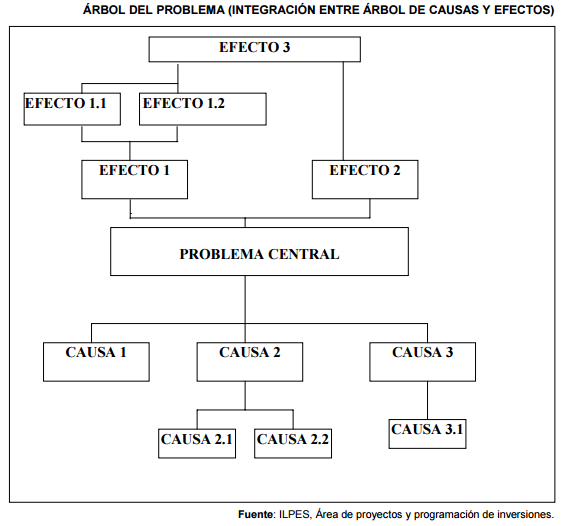 ÁRBOL DEL PROBLEMA (INTEGRACIÓN ENTRE ÁRBOL DE CAUSAS Y EFECTOS)
EFECTO 3
EFECTO 1.1
EFECTO 1.2
EFECTO 1
EFECTO 2
PROBLEMA CENTRAL
CAUSA 1
CAUSA 2
CAUSA 3
CAUSA 2.1
CAUSA 2.2
CAUSA 3.1
Fuente: ILPES, Área de proyectos y programación de inversiones.